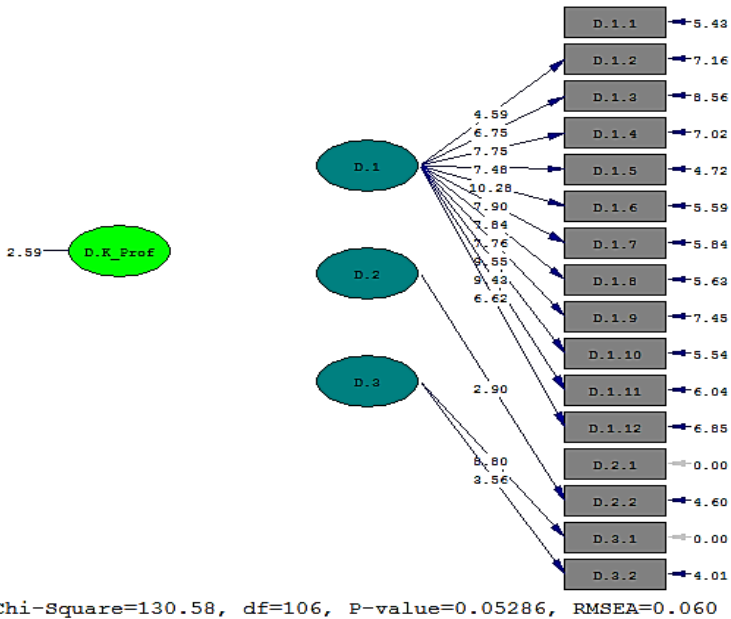 D.1.1 5.43
D.1.2 7.16
D.1.3 8.56
D.1.4 7.02
D.1.5 4.72
D.1.6 5.59
D.1.7 5.84
D.1.8 5.63
D.1.9 7.45
D.1.10 5.54
D.1.11 6.04
D.1.12 6.85
D.2.1 0.00
D.2.2 4.60
D.3.1 0.00
D.3.2 4.01
4.59
6.75
7.75
7.48
10.28
7.90
7.84
7.76
9.43
6.62
2.90
8.80
3.56
D.1
D.2
D.3
2.59 D.K_Prof
Chi-Square=130.58, df=106, P-value=0.05286, RMSEA=0.060